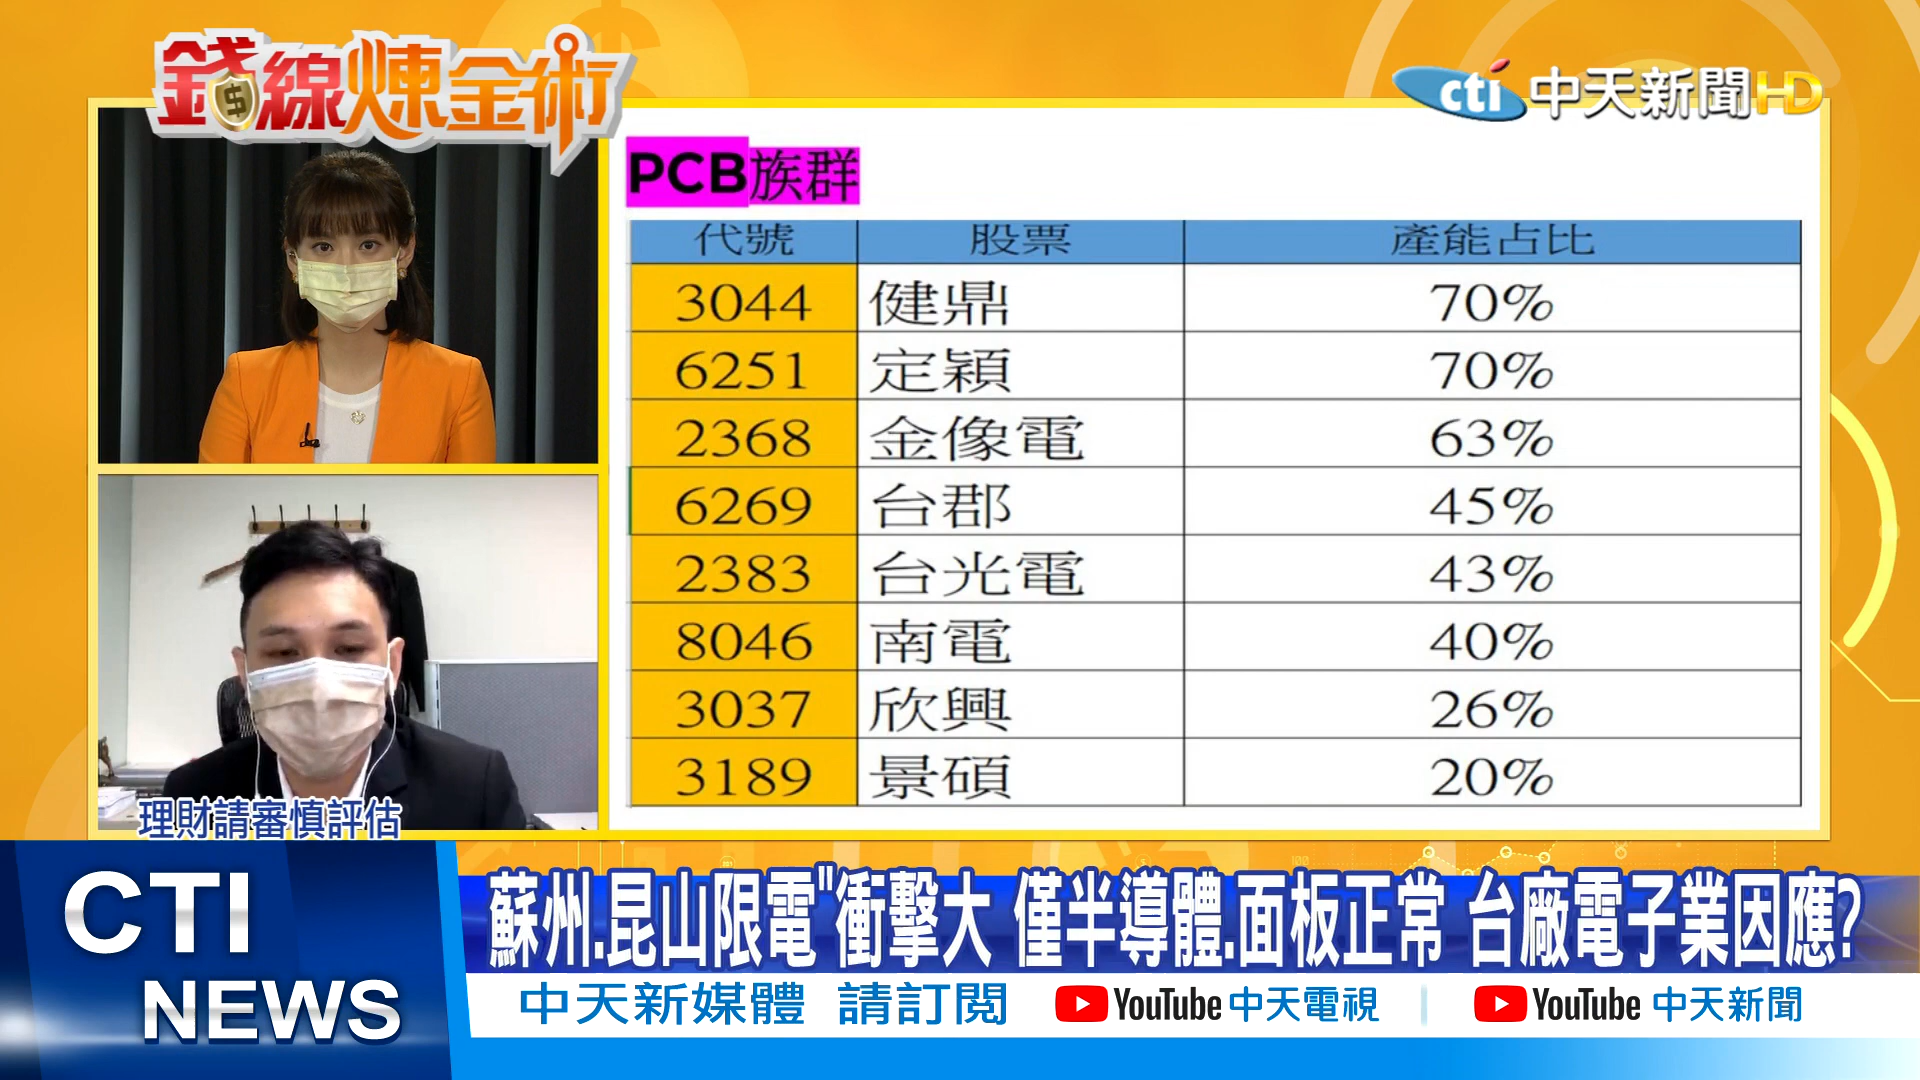 錢線煉金術
$
cti 中天新聞HD
PCB族群
代號 股票 產能占比
3044 健鼎 70%
6251 定穎 70%
2368 金像電 63%
6269 台郡 45%
2383 台光電 43%
8046 南電 40%
3037 欣興 26%
3189 景碩 20%
理財請審慎評估
CTI
NEWS
蘇州.昆山限電"衝擊大 僅半導體.面板正常 台廠電子業因應?
中天新媒體 請訂閱 YouTube 中天電視 | YouTube 中天新聞